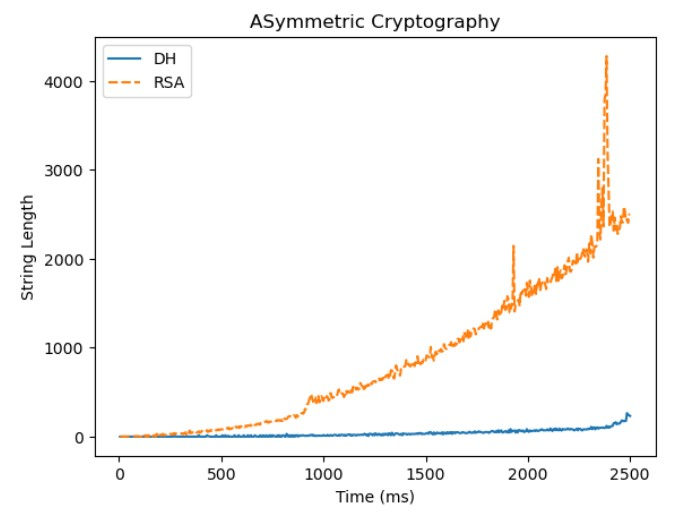 ASymmetric Cryptography
DH
RSA
4000
3000
2000
1000
0
String Length
0 500 1000 1500 2000 2500
Time (ms)